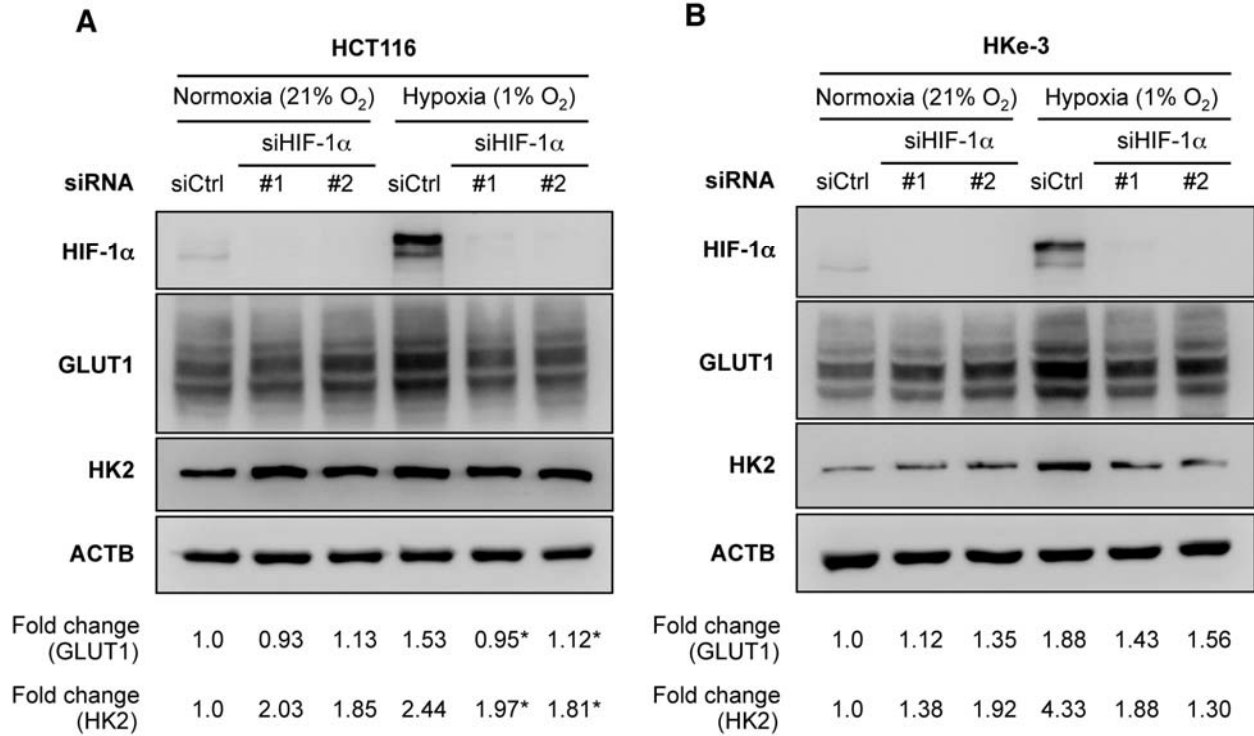 A
HCT116
Normoxia (21% O₂) Hypoxia (1% O₂)
siHIF-1α siHIF-1α
siRNA siCtrl #1 #2 siCtrl #1 #2
HIF-1α
GLUT1
HK2
ACTB
Fold change (GLUT1) 1.0 0.93 1.13 1.53 0.95* 1.12*
Fold change (HK2) 1.0 2.03 1.85 2.44 1.97* 1.81*
B
HKe-3
Normoxia (21% O₂) Hypoxia (1% O₂)
siHIF-1α siHIF-1α
siRNA siCtrl #1 #2 siCtrl #1 #2
HIF-1α
GLUT1
HK2
ACTB
Fold change (GLUT1) 1.0 1.12 1.35 1.88 1.43 1.56
Fold change (HK2) 1.0 1.38 1.92 4.33 1.88 1.30